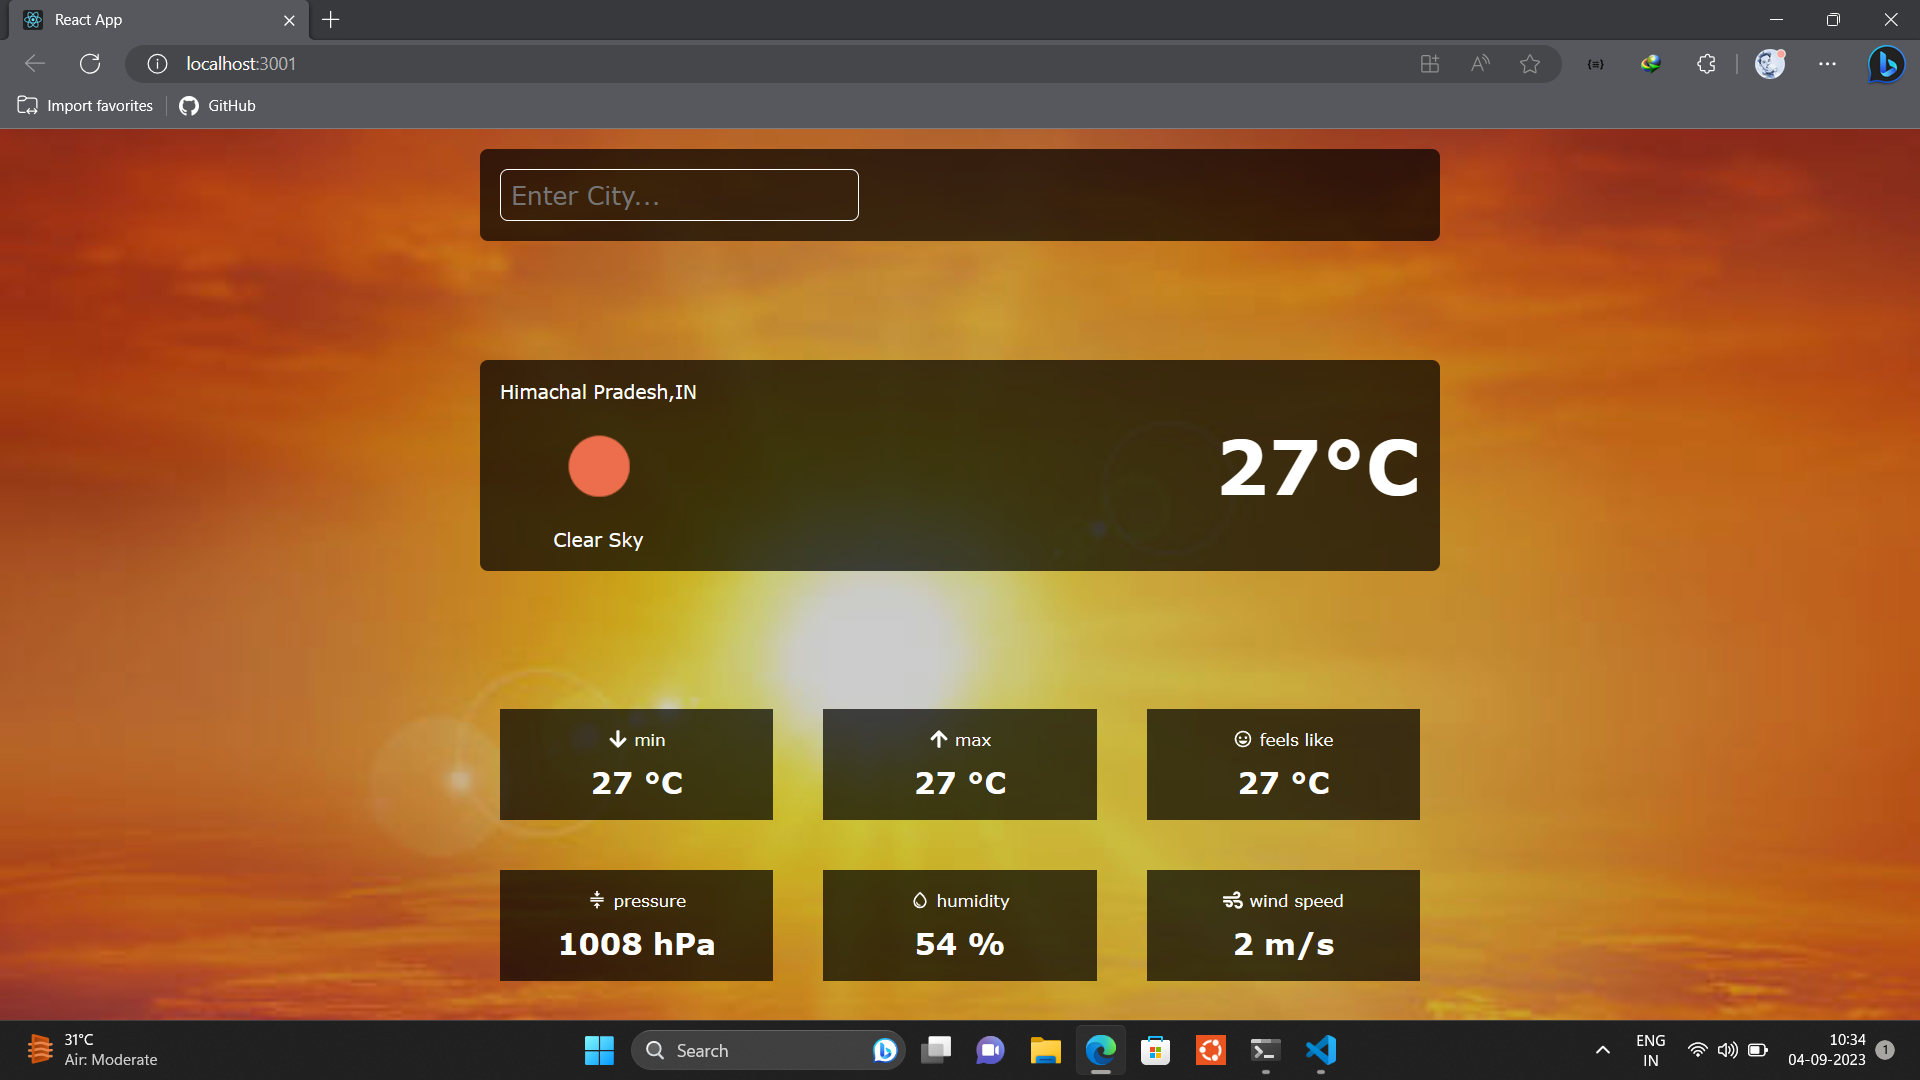 React App
localhost:3001
Import favorites
GitHub
Enter City...
Himachal Pradesh,IN
27°C
Clear Sky
min
27 °C
max
27 °C
feels like
27 °C
pressure
1008 hPa
humidity
54 %
wind speed
2 m/s
31°C
Air: Moderate
Search
ENG
IN
10:34
04-09-2023
1